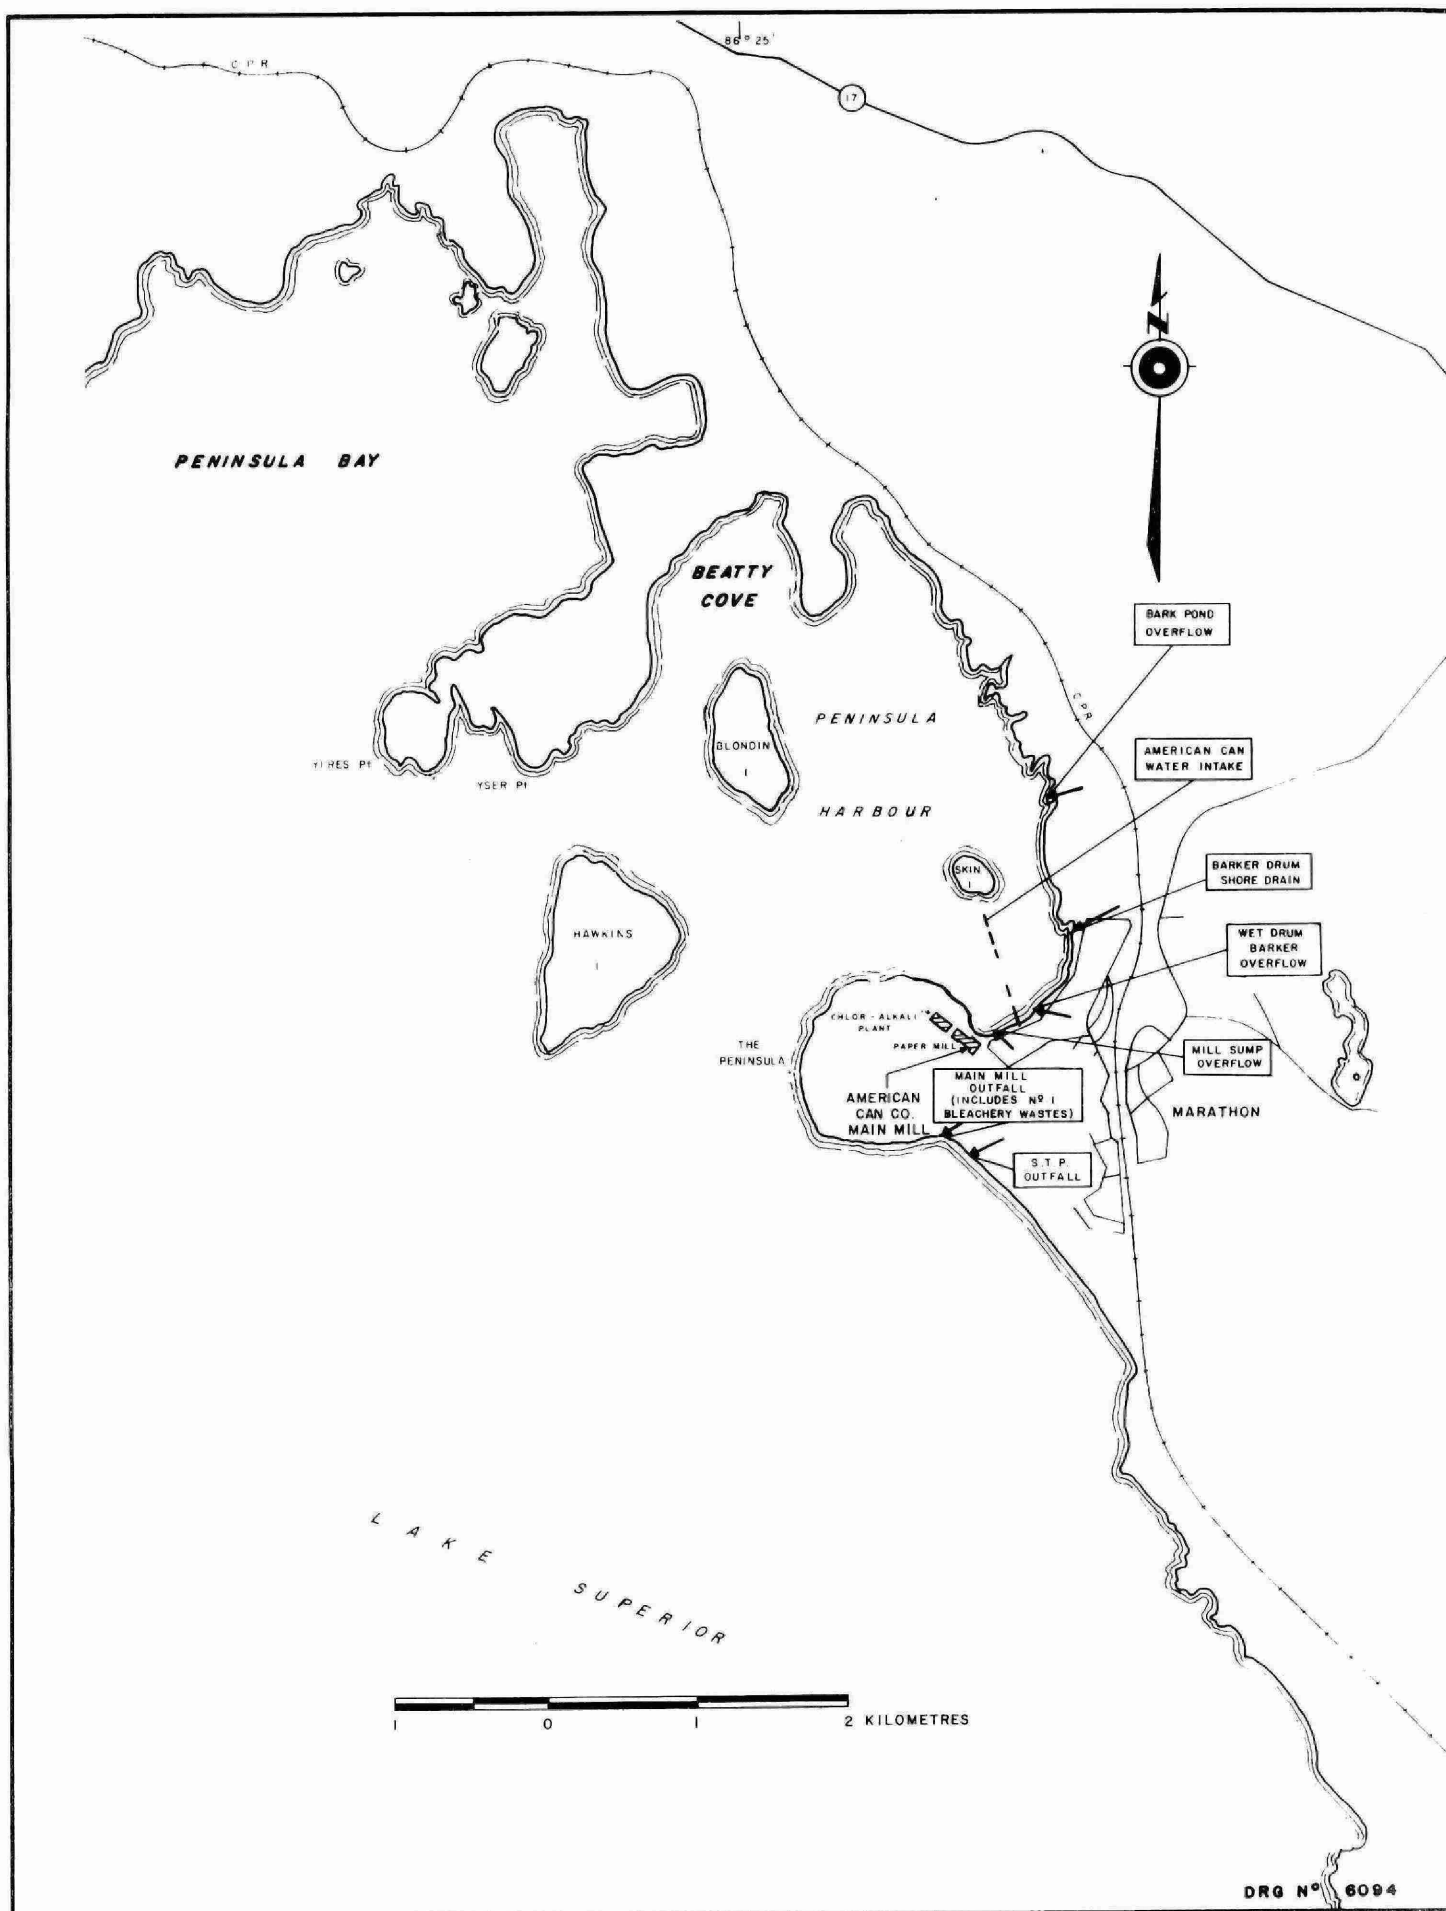 86° 25'
C P R
17
N
PENINSULA BAY
BEATTY
COVE
BARK POND
OVERFLOW
C P R
PENINSULA
HARBOUR
BLONDIN
I
AMERICAN CAN
WATER INTAKE
YPRES Pt
YSER Pt
SKIN
I
BARKER DRUM
SHORE DRAIN
HAWKINS
I
WET DRUM
BARKER
OVERFLOW
CHLOR - ALKALI
PLANT
PAPER MILL
THE
PENINSULA
MILL SUMP
OVERFLOW
AMERICAN
CAN CO.
MAIN MILL
MAIN MILL
OUTFALL
(INCLUDES Nº 1
BLEACHERY WASTES)
MARATHON
S.T.P.
OUTFALL
LAKE
SUPERIOR
1 0 1 2 KILOMETRES
DRG Nº 6094